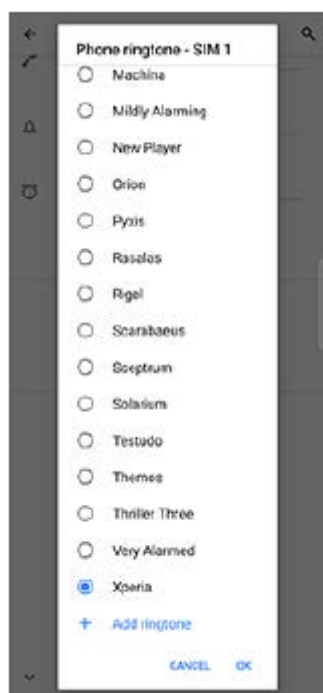 Phone ringtone - SIM 1
Machina
Mildly Alarming
New Player
Orion
Pyxis
Rasalas
Rigel
Scarabaeus
Sceptrum
Solarium
Testudo
Themos
Thriller Three
Very Alarmed
Xperia
+ Add ringtone
CANCEL OK